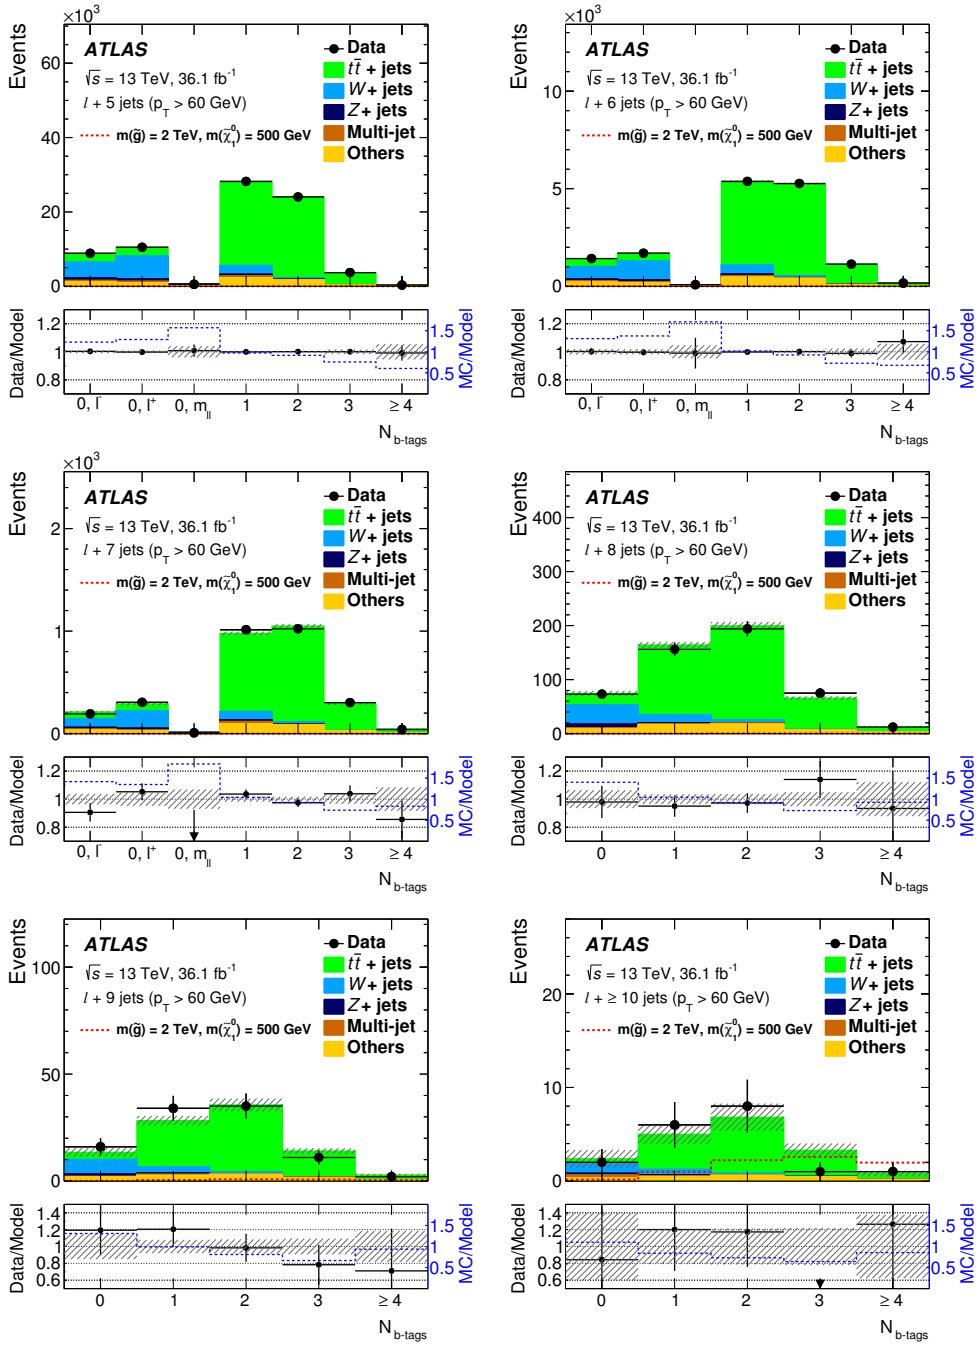 ×10³
Events
60
40
20
0
ATLAS
√s = 13 TeV, 36.1 fb⁻¹
l + 5 jets (p_T > 60 GeV)
m(g̃) = 2 TeV, m(χ̃₁⁰) = 500 GeV
Data
tt̄ + jets
W + jets
Z + jets
Multi-jet
Others
Data/Model
1.2
1
0.8
MC/Model
1.5
1
0.5
0, l⁻ 0, l⁺ 0, m_ll 1 2 3 ≥ 4
N_b-tags
×10³
Events
10
5
0
ATLAS
√s = 13 TeV, 36.1 fb⁻¹
l + 6 jets (p_T > 60 GeV)
m(g̃) = 2 TeV, m(χ̃₁⁰) = 500 GeV
Data
tt̄ + jets
W + jets
Z + jets
Multi-jet
Others
Data/Model
1.2
1
0.8
MC/Model
1.5
1
0.5
0, l⁻ 0, l⁺ 0, m_ll 1 2 3 ≥ 4
N_b-tags
×10³
Events
2
1
0
ATLAS
√s = 13 TeV, 36.1 fb⁻¹
l + 7 jets (p_T > 60 GeV)
m(g̃) = 2 TeV, m(χ̃₁⁰) = 500 GeV
Data
tt̄ + jets
W + jets
Z + jets
Multi-jet
Others
Data/Model
1.2
1
0.8
MC/Model
1.5
1
0.5
0, l⁻ 0, l⁺ 0, m_ll 1 2 3 ≥ 4
N_b-tags
Events
400
300
200
100
0
ATLAS
√s = 13 TeV, 36.1 fb⁻¹
l + 8 jets (p_T > 60 GeV)
m(g̃) = 2 TeV, m(χ̃₁⁰) = 500 GeV
Data
tt̄ + jets
W + jets
Z + jets
Multi-jet
Others
Data/Model
1.2
1
0.8
MC/Model
1.5
1
0.5
0 1 2 3 ≥ 4
N_b-tags
Events
100
50
0
ATLAS
√s = 13 TeV, 36.1 fb⁻¹
l + 9 jets (p_T > 60 GeV)
m(g̃) = 2 TeV, m(χ̃₁⁰) = 500 GeV
Data
tt̄ + jets
W + jets
Z + jets
Multi-jet
Others
Data/Model
1.4
1.2
1
0.8
0.6
MC/Model
1.5
1
0.5
0 1 2 3 ≥ 4
N_b-tags
Events
20
10
0
ATLAS
√s = 13 TeV, 36.1 fb⁻¹
l + ≥ 10 jets (p_T > 60 GeV)
m(g̃) = 2 TeV, m(χ̃₁⁰) = 500 GeV
Data
tt̄ + jets
W + jets
Z + jets
Multi-jet
Others
Data/Model
1.4
1.2
1
0.8
0.6
MC/Model
1.5
1
0.5
0 1 2 3 ≥ 4
N_b-tags